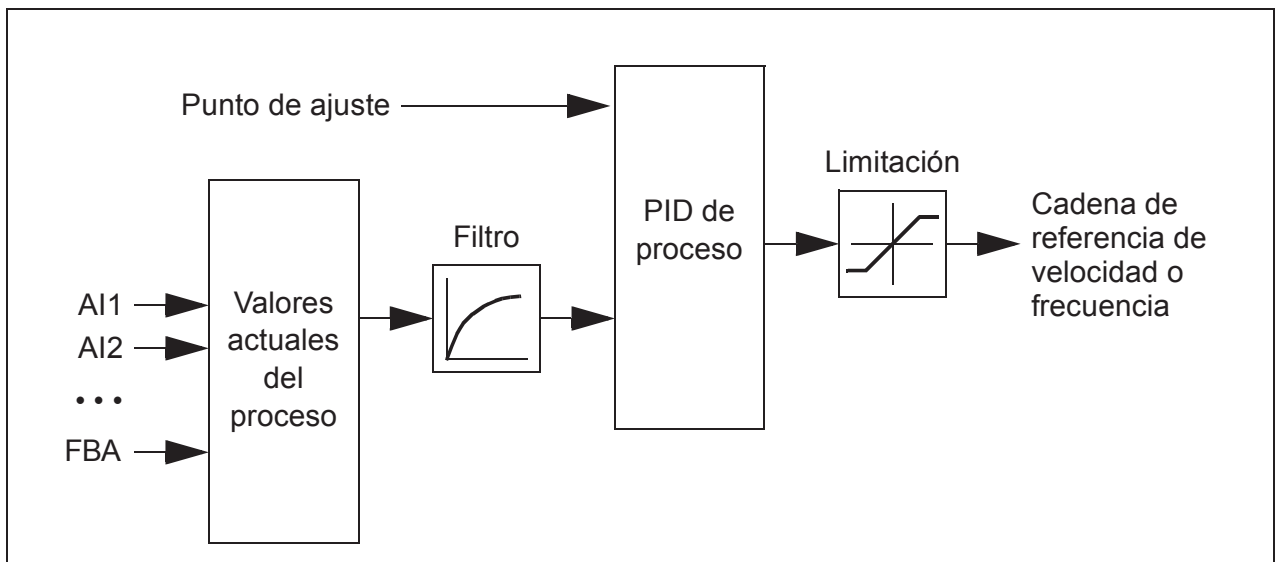 Punto de ajuste
Limitación
PID de
proceso
Cadena de
referencia de
velocidad o
frecuencia
Filtro
AI1
AI2
• • •
FBA
Valores
actuales
del
proceso